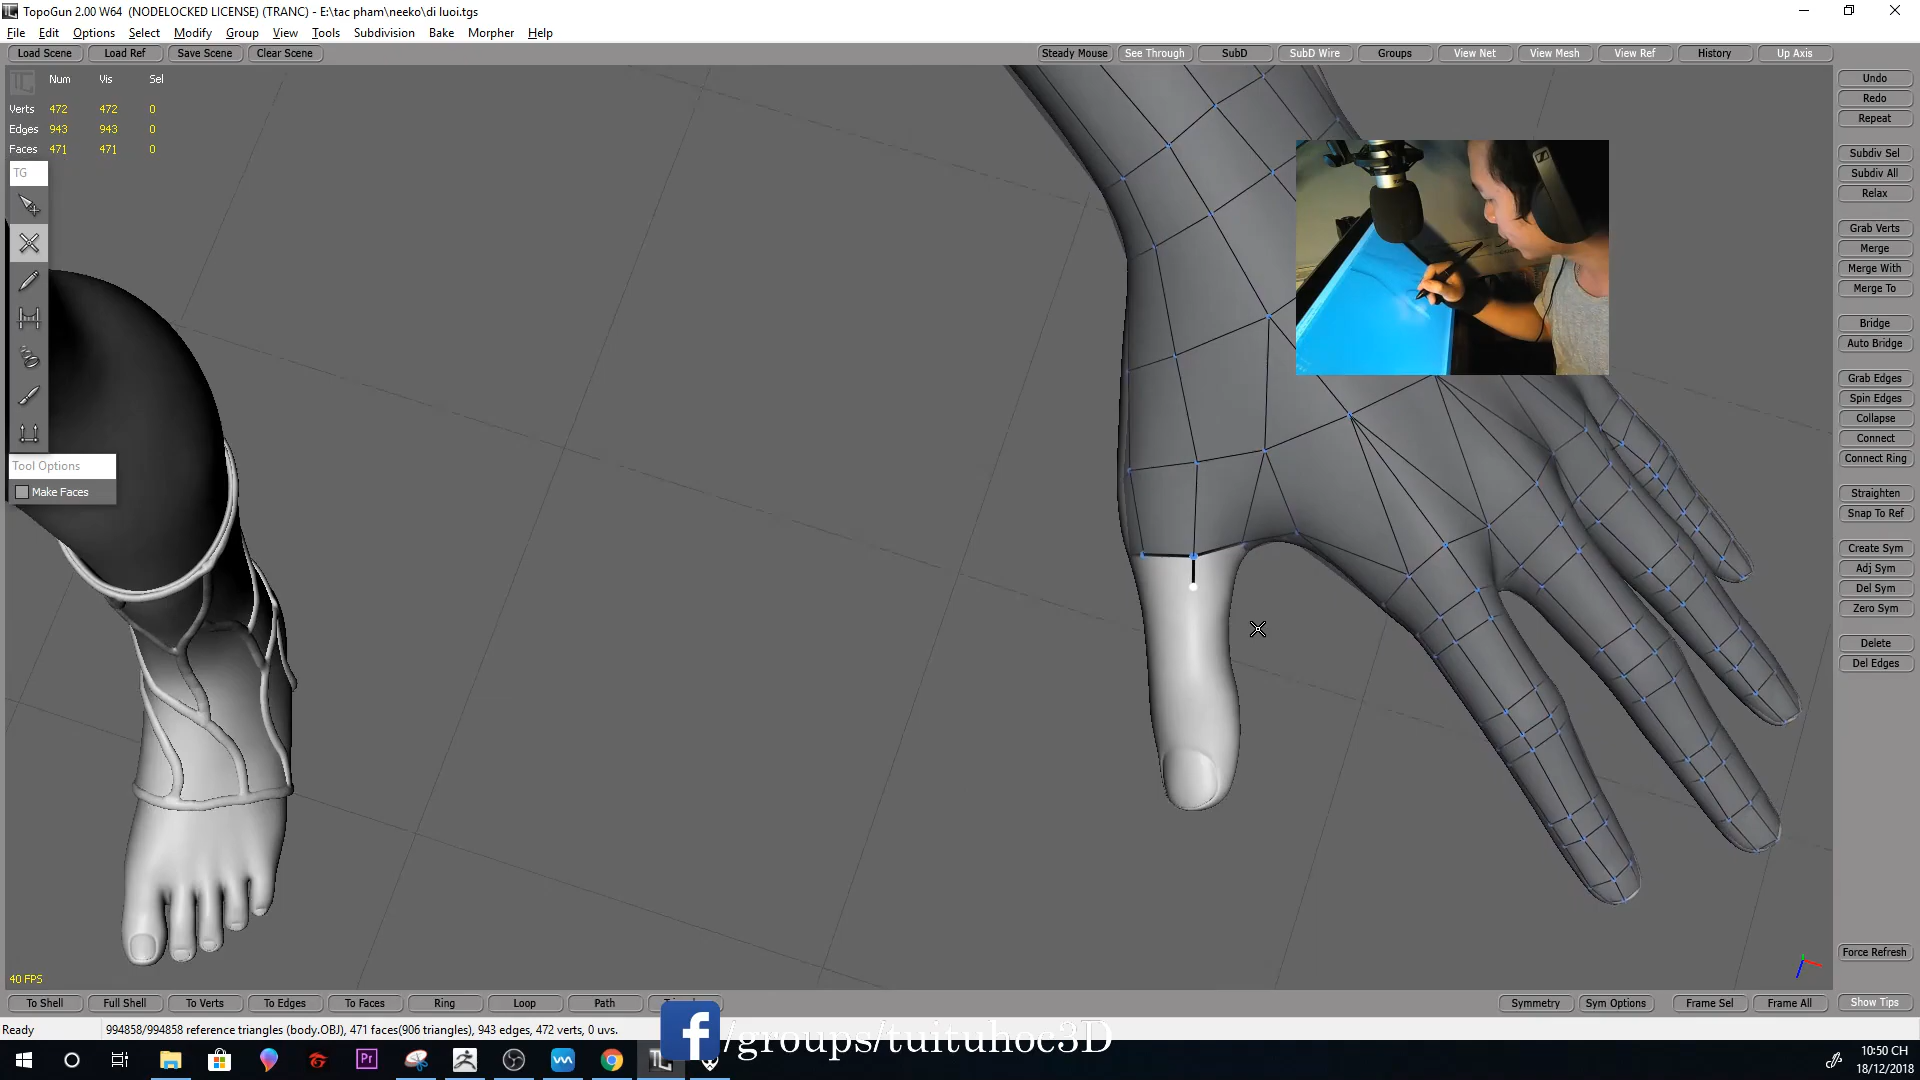 TopoGun 2.00 W64 (NODELOCKED LICENSE) (TRANC) - E:\tac pham\neeko\di luoi.tgs
File Edit Options Select Modify Group View Tools Subdivision Bake Morpher Help
Load Scene Load Ref Save Scene Clear Scene Steady Mouse See Through SubD SubD Wire Groups View Net View Mesh View Ref History Up Axis
Num Vis Sel
Verts 472 472 0
Edges 943 943 0
Faces 471 471 0
TG
Tool Options
Make Faces
Undo
Redo
Repeat
Subdiv Sel
Subdiv All
Relax
Grab Verts
Merge
Merge With
Merge To
Bridge
Auto Bridge
Grab Edges
Spin Edges
Collapse
Connect
Connect Ring
Straighten
Snap To Ref
Create Sym
Adj Sym
Del Sym
Zero Sym
Delete
Del Edges
Force Refresh
40 FPS
To Shell Full Shell To Verts To Edges To Faces Ring Loop Path Symmetry Sym Options Frame Sel Frame All Show Tips
Ready 994858/994858 reference triangles (body.OBJ), 471 faces(906 triangles), 943 edges, 472 verts, 0 uvs.
/groups/tuituhoc3D
10:50 CH
18/12/2018